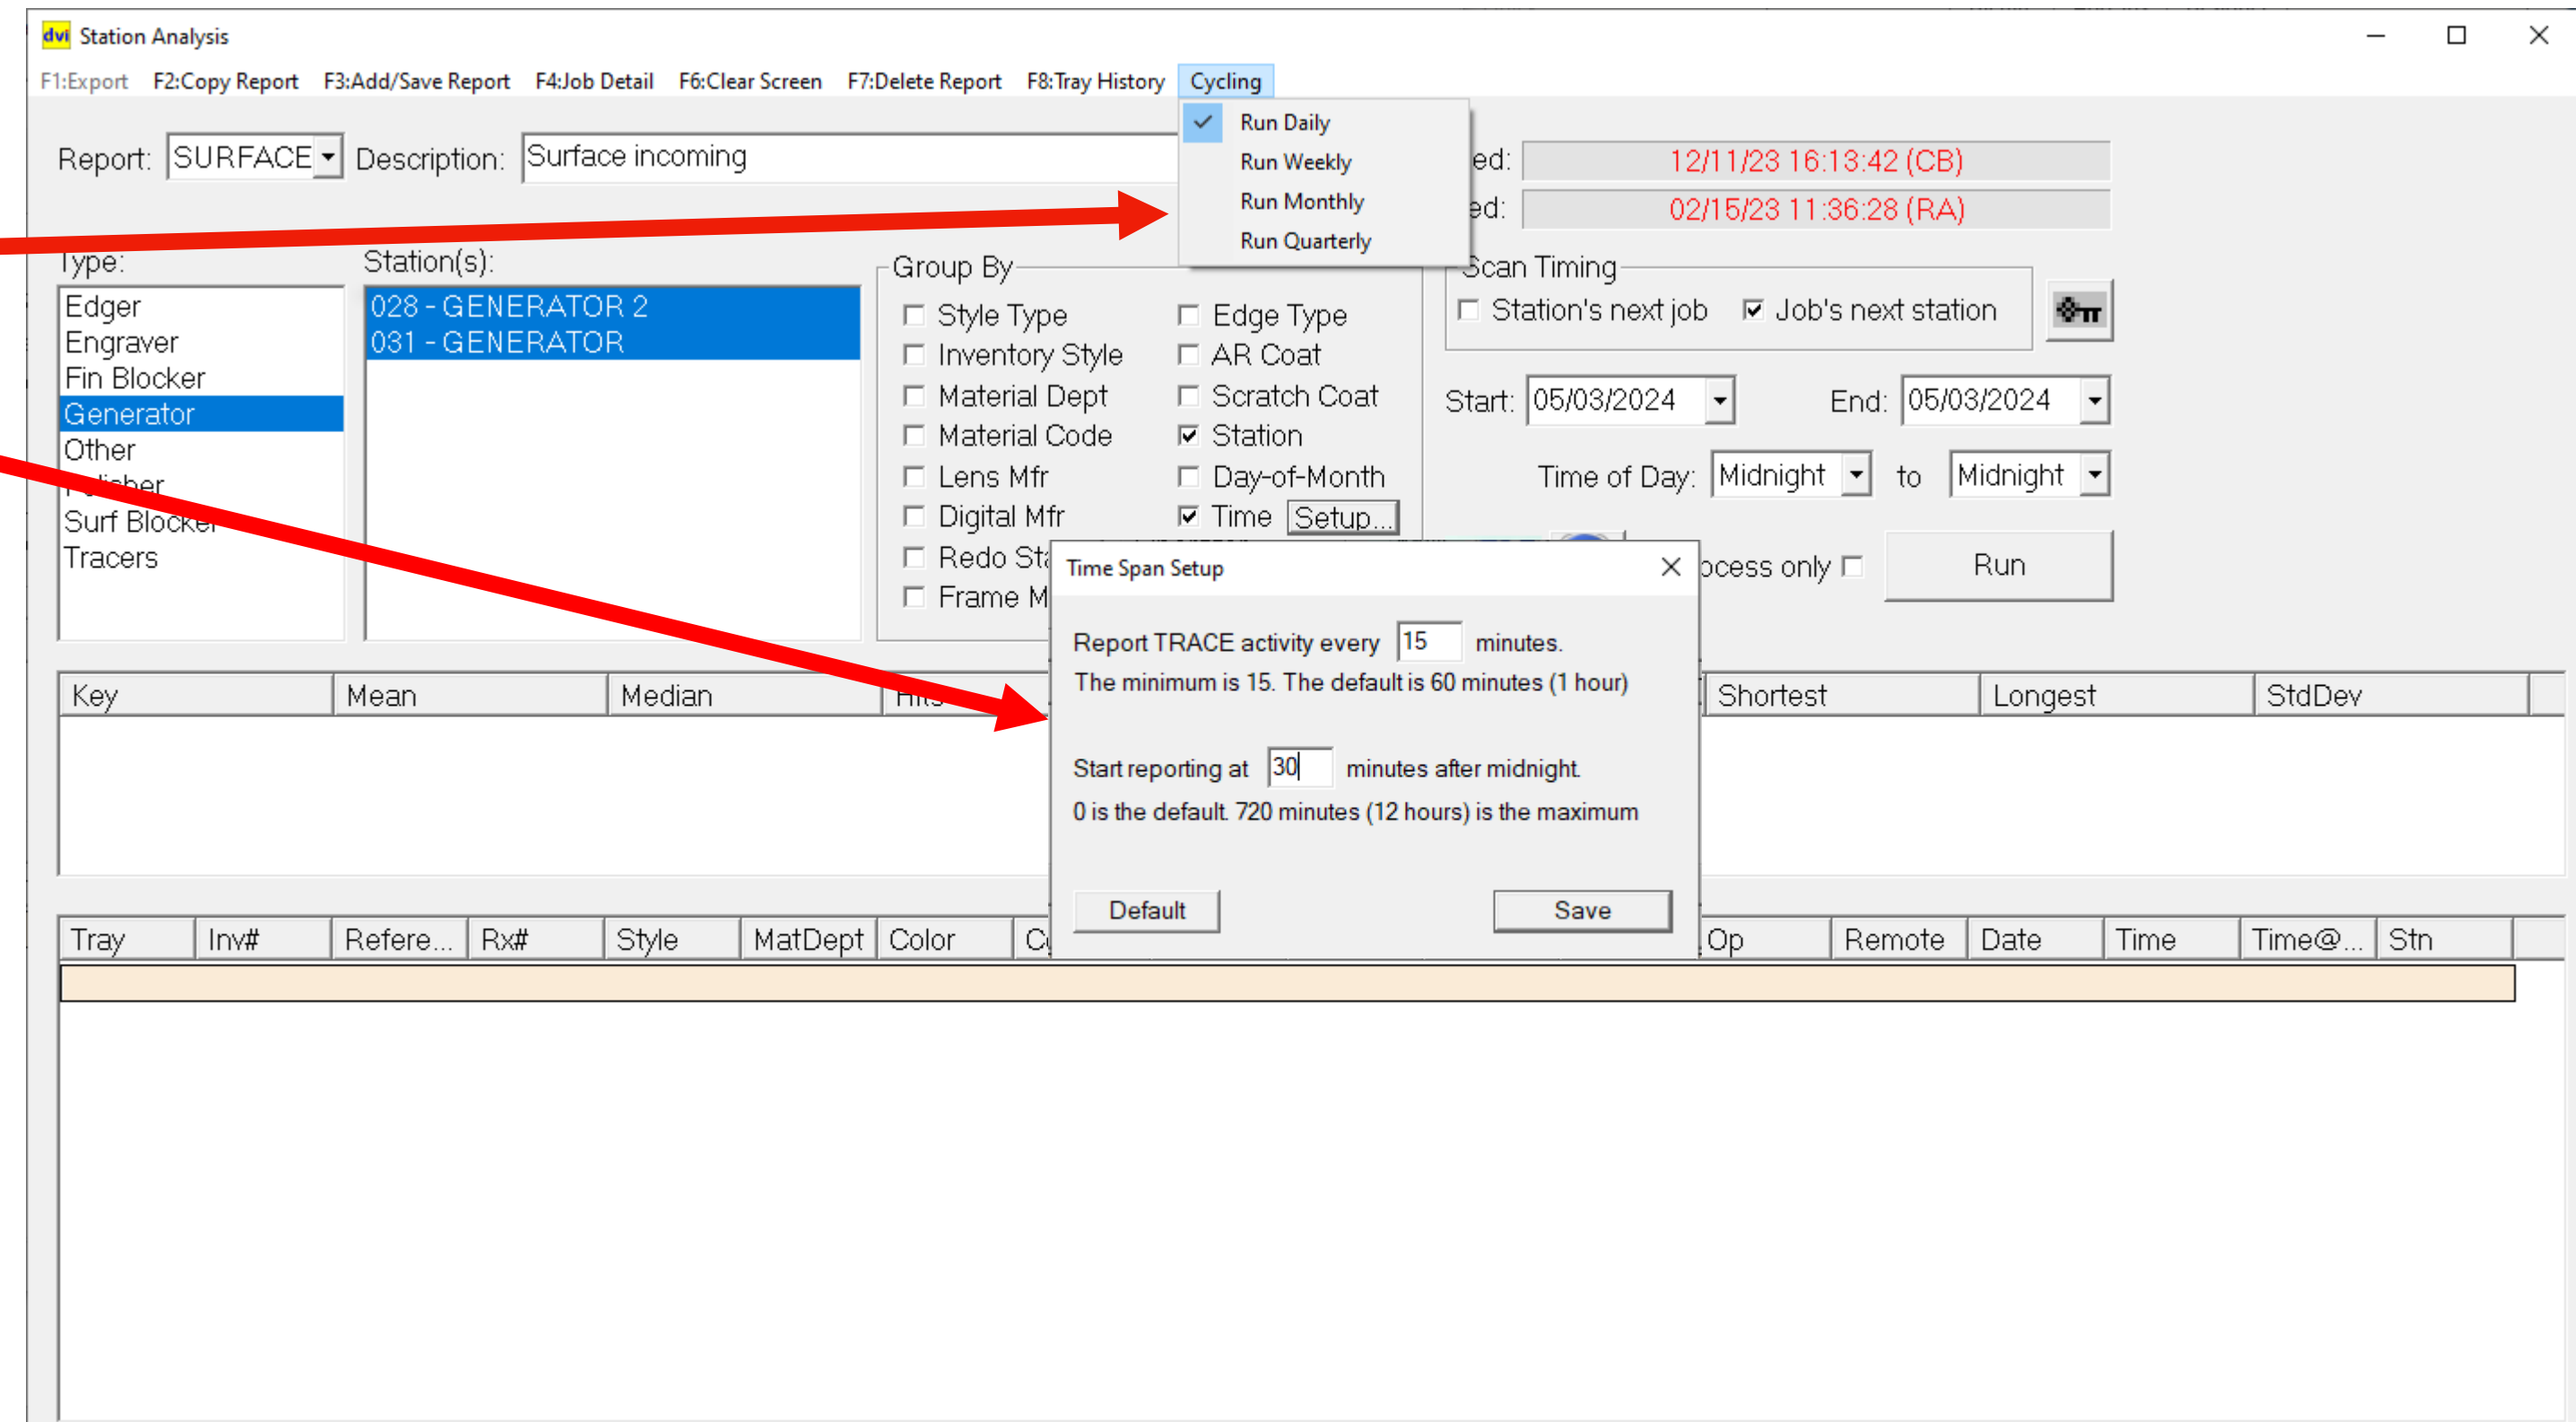 dvi Station Analysis
F1:Export F2:Copy Report F3:Add/Save Report F4:Job Detail F6:Clear Screen F7:Delete Report F8:Tray History Cycling
Run Daily
Run Weekly
Run Monthly
Run Quarterly
Report: SURFACE Description: Surface incoming
ed: 12/11/23 16:13:42 (CB)
ed: 02/15/23 11:36:28 (RA)
Type:
Edger
Engraver
Fin Blocker
Generator
Other
Polisher
Surf Blocker
Tracers
Station(s):
028 - GENERATOR 2
031 - GENERATOR
Group By
Style Type Edge Type
Inventory Style AR Coat
Material Dept Scratch Coat
Material Code Station
Lens Mfr Day-of-Month
Digital Mfr Time Setup...
Redo Sta
Frame M
Scan Timing
Station's next job Job's next station
Start: 05/03/2024 End: 05/03/2024
Time of Day: Midnight to Midnight
ocess only Run
Time Span Setup
Report TRACE activity every 15 minutes.
The minimum is 15. The default is 60 minutes (1 hour)
Start reporting at 30 minutes after midnight.
0 is the default. 720 minutes (12 hours) is the maximum
Default Save
Key Mean Median Hits Shortest Longest StdDev
Tray Inv# Refere... Rx# Style MatDept Color Op Remote Date Time Time@... Stn